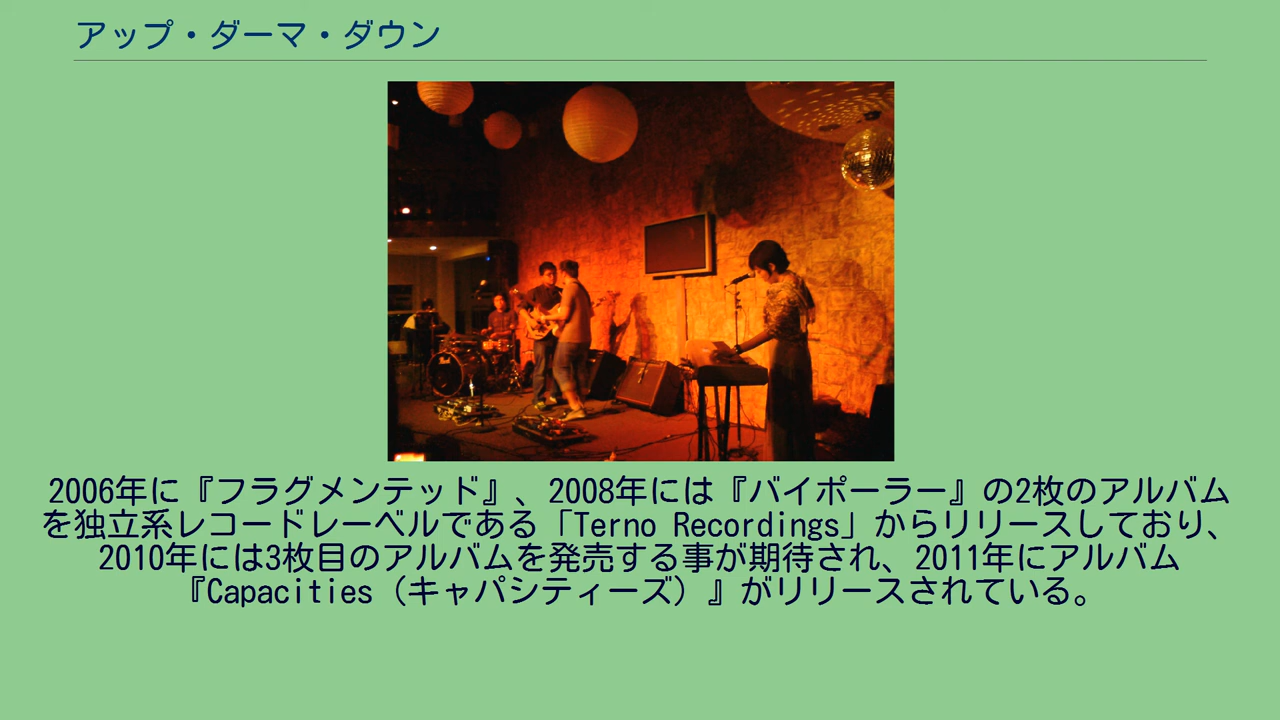 アップ・ダーマ・ダウン
2006年に『フラグメンテッド』、2008年には『バイポーラー』の2枚のアルバム
を独立系レコードレーベルである「Terno Recordings」からリリースしており、
2010年には3枚目のアルバムを発売する事が期待され、2011年にアルバム
『Capacities（キャパシティーズ）』がリリースされている。